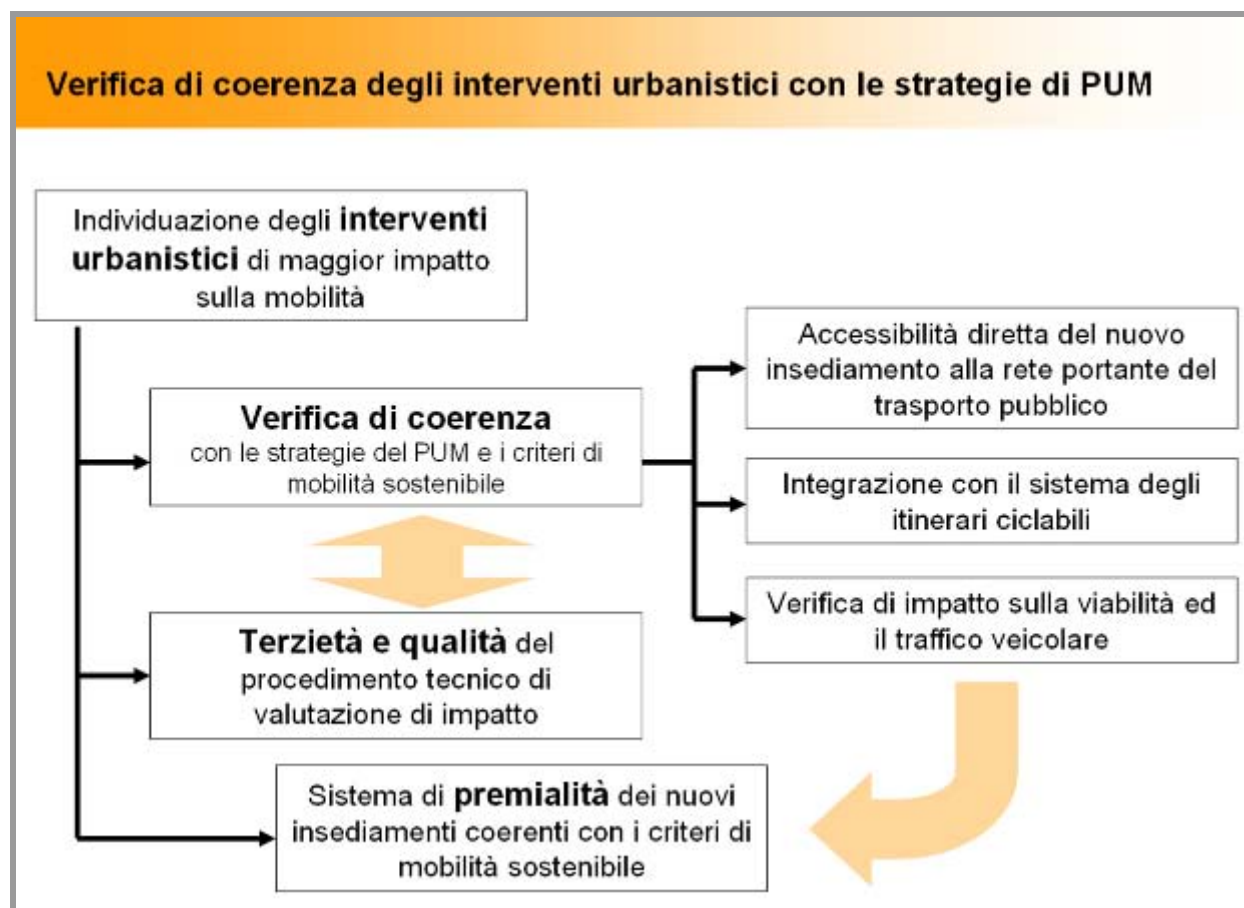 Verifica di coerenza degli interventi urbanistici con le strategie di PUM
Individuazione degli interventi
urbanistici di maggior impatto
sulla mobilità
Verifica di coerenza
con le strategie del PUM e i criteri di
mobilità sostenibile
Terzietà e qualità del
procedimento tecnico di
valutazione di impatto
Sistema di premialità dei nuovi
insediamenti coerenti con i criteri di
mobilità sostenibile
Accessibilità diretta del nuovo
insediamento alla rete portante del
trasporto pubblico
Integrazione con il sistema degli
itinerari ciclabili
Verifica di impatto sulla viabilità ed
il traffico veicolare